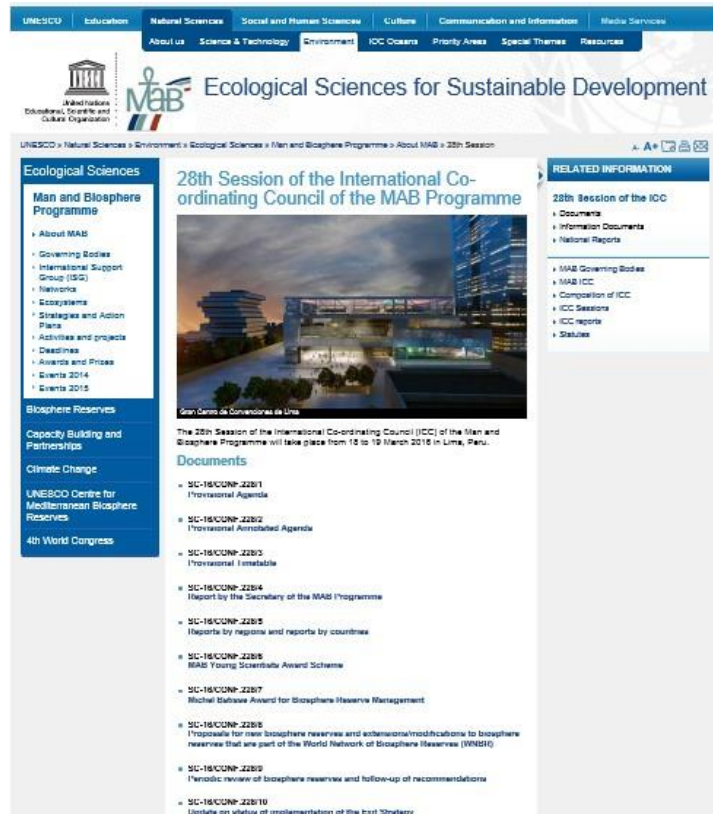 UNESCO Education Natural Sciences Social and Human Sciences Culture Communication and Information Media Services
About us Science & Technology Environment IOC Oceans Priority Areas Special Themes Resources
United Nations
Educational, Scientific and
Cultural Organization
MAB
Ecological Sciences for Sustainable Development
UNESCO » Natural Sciences » Environment » Ecological Sciences » Man and Biosphere Programme » About MAB » 28th Session
A A+
Ecological Sciences
Man and Biosphere
Programme
About MAB
Governing Bodies
International Support
Group (ISG)
Networks
Ecosystems
Strategies and Action
Plans
Activities and projects
Deadlines
Awards and Prizes
Events 2014
Events 2015
Biosphere Reserves
Capacity Building and
Partnerships
Climate Change
UNESCO Centre for
Mediterranean Biosphere
Reserves
4th World Congress
28th Session of the International Co-
ordinating Council of the MAB Programme
Gran Centro de Convenciones de Lima
The 28th Session of the International Co-ordinating Council (ICC) of the Man and
Biosphere Programme will take place from 18 to 19 March 2016 in Lima, Peru.
Documents
SC-16/CONF.228/1
Provisional Agenda
SC-16/CONF.228/2
Provisional Annotated Agenda
SC-16/CONF.228/3
Provisional Timetable
SC-16/CONF.228/4
Report by the Secretary of the MAB Programme
SC-16/CONF.228/5
Reports by regions and reports by countries
SC-16/CONF.228/6
MAB Young Scientists Award Scheme
SC-16/CONF.228/7
Michel Batisse Award for Biosphere Reserve Management
SC-16/CONF.228/8
Proposals for new biosphere reserves and extensions/modifications to biosphere
reserves that are part of the World Network of Biosphere Reserves (WNBR)
SC-16/CONF.228/9
Periodic review of biosphere reserves and follow-up of recommendations
SC-16/CONF.228/10
Update on status of implementation of the Exit Strategy
RELATED INFORMATION
28th Session of the ICC
Documents
Information Documents
National Reports
MAB Governing Bodies
MAB ICC
Composition of ICC
ICC Sessions
ICC reports
Statutes